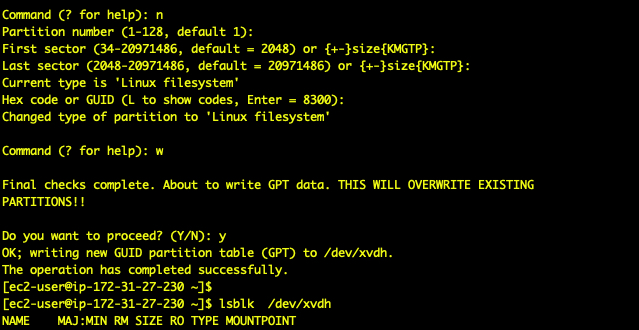 Command (? for help): n
Partition number (1-128, default 1):
First sector (34-20971486, default = 2048) or {+-}size{KMGTP}:
Last sector (2048-20971486, default = 20971486) or {+-}size{KMGTP}:
Current type is 'Linux filesystem'
Hex code or GUID (L to show codes, Enter = 8300):
Changed type of partition to 'Linux filesystem'
Command (? for help): w
Final checks complete. About to write GPT data. THIS WILL OVERWRITE EXISTING
PARTITIONS!!
Do you want to proceed? (Y/N): y
OK; writing new GUID partition table (GPT) to /dev/xvdh.
The operation has completed successfully.
[ec2-user@ip-172-31-27-230 ~]$
[ec2-user@ip-172-31-27-230 ~]$ lsblk  /dev/xvdh
NAME    MAJ:MIN RM SIZE RO TYPE MOUNTPOINT